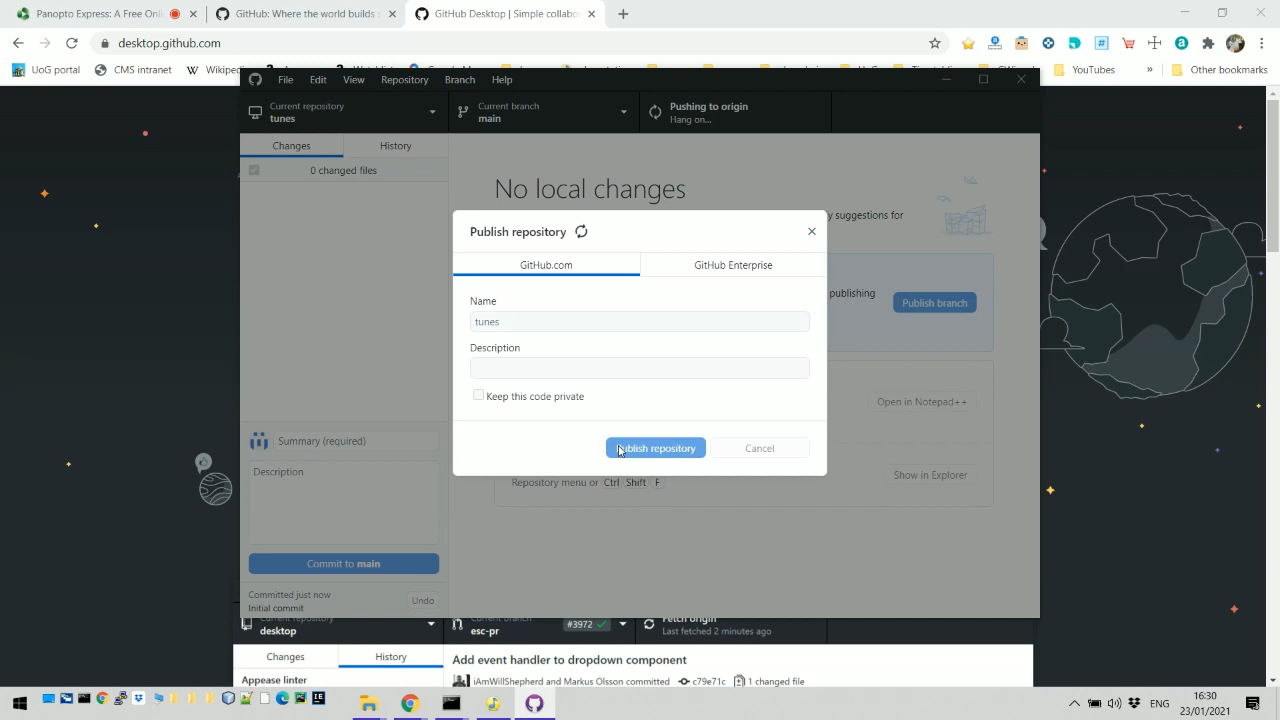 Panopto Express: A Free Onli
GitHub: Where the world builds s
GitHub Desktop | Simple collabo
desktop.github.com
UoG portal
CMS intranet
Wikipe
YouTubes
»
Other bookmarks
File Edit View Repository Branch Help
Current repository
tunes
Current branch
main
Pushing to origin
Hang on...
Changes
History
0 changed files
No local changes
y suggestions for
Publish repository
GitHub.com
GitHub Enterprise
publishing
Publish branch
Name
tunes
Description
Keep this code private
Open in Notepad++
Publish repository
Cancel
Summary (required)
Description
Show in Explorer
Repository menu or Ctrl Shift F
Commit to main
Committed just now
Initial commit
Undo
desktop
esc-pr
#3972
Fetch origin
Last fetched 2 minutes ago
Changes
History
Add event handler to dropdown component
Appease linter
iAmWillShepherd and Markus Olsson committed
c79e71c
1 changed file
ENG
16:30
23/01/2021